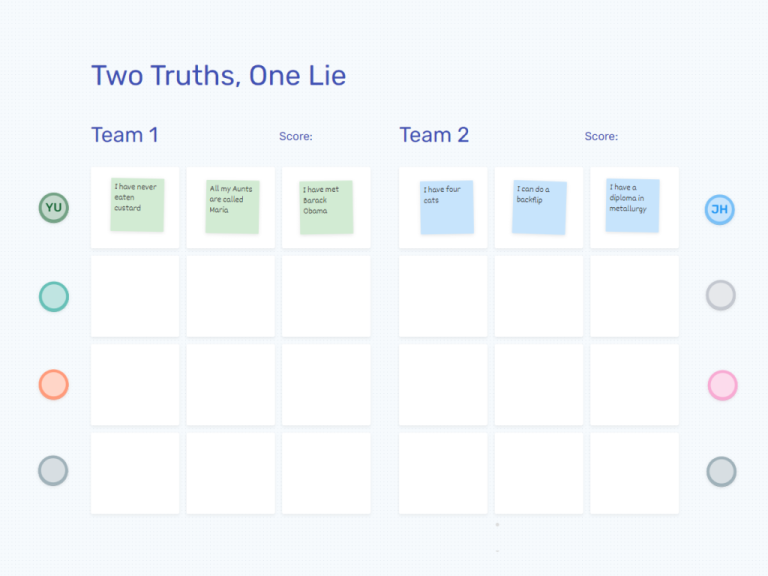 Two Truths, One Lie
Team 1
Score:
Team 2
Score:
YU
I have never
eaten
custard
All my Aunts
are called
Maria
I have met
Barack
Obama
I have four
cats
I can do a
backflip
I have a
diploma in
metallurgy
JH